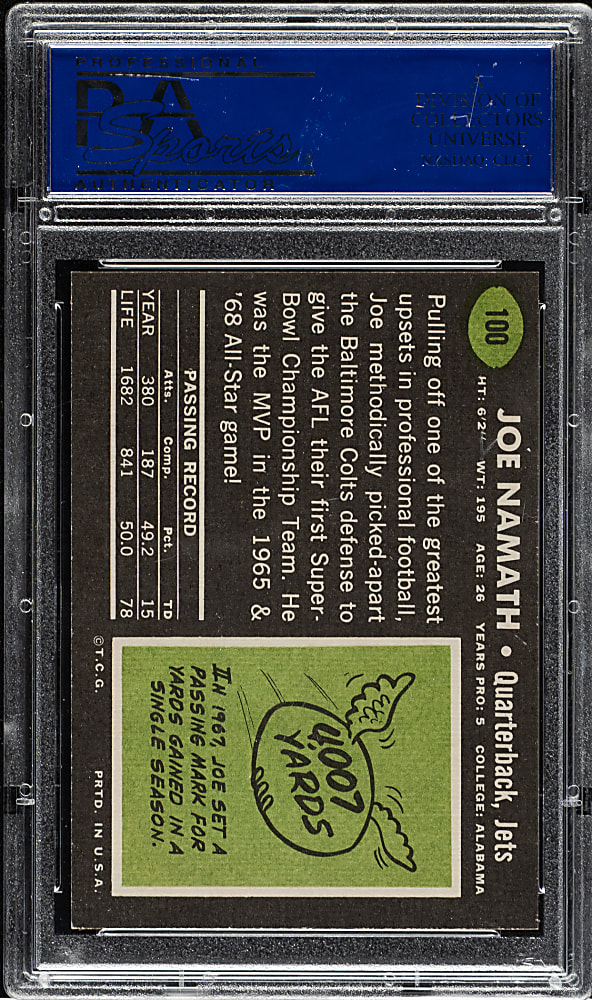 PROFESSIONAL
PSA
Sports
AUTHENTICATOR
A
DIVISION OF
COLLECTORS
UNIVERSE
NASDAQ: CLCT
100
JOE NAMATH • Quarterback, Jets
HT: 6'2" WT: 195 AGE: 26 YEARS PRO: 5 COLLEGE: ALABAMA
Pulling off one of the greatest
upsets in professional football,
Joe methodically picked-apart
the Baltimore Colts defense to
give the AFL their first Super-
Bowl Championship Team. He
was the MVP in the 1965 &
'68 All-Star game!
PASSING RECORD
Atts. Comp. Pct. TD
YEAR 380 187 49.2 15
LIFE 1682 841 50.0 78
4,007
YARDS
IN 1967, JOE SET A
PASSING MARK FOR
YARDS GAINED IN A
SINGLE SEASON.
©T.C.G. PRTD. IN U.S.A.